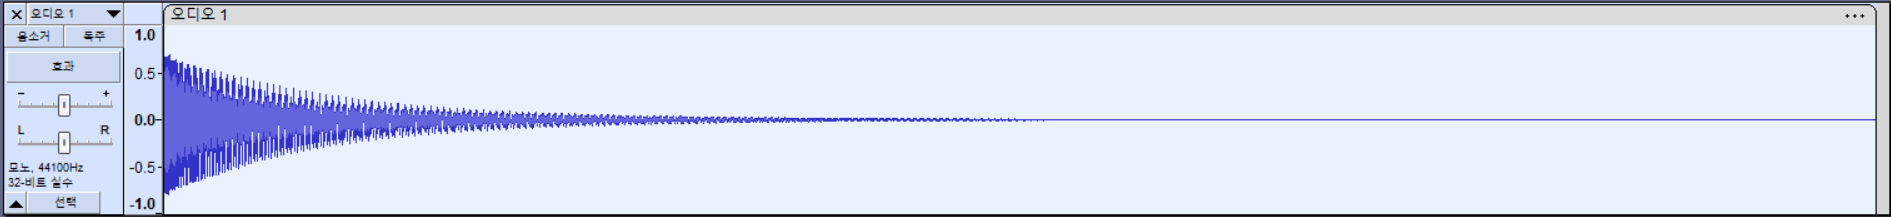 오디오 1
음소거 독주
효과
- +
L R
모노, 44100Hz
32-비트 실수
선택
1.0
0.5-
0.0-
-0.5-
-1.0
오디오 1
...